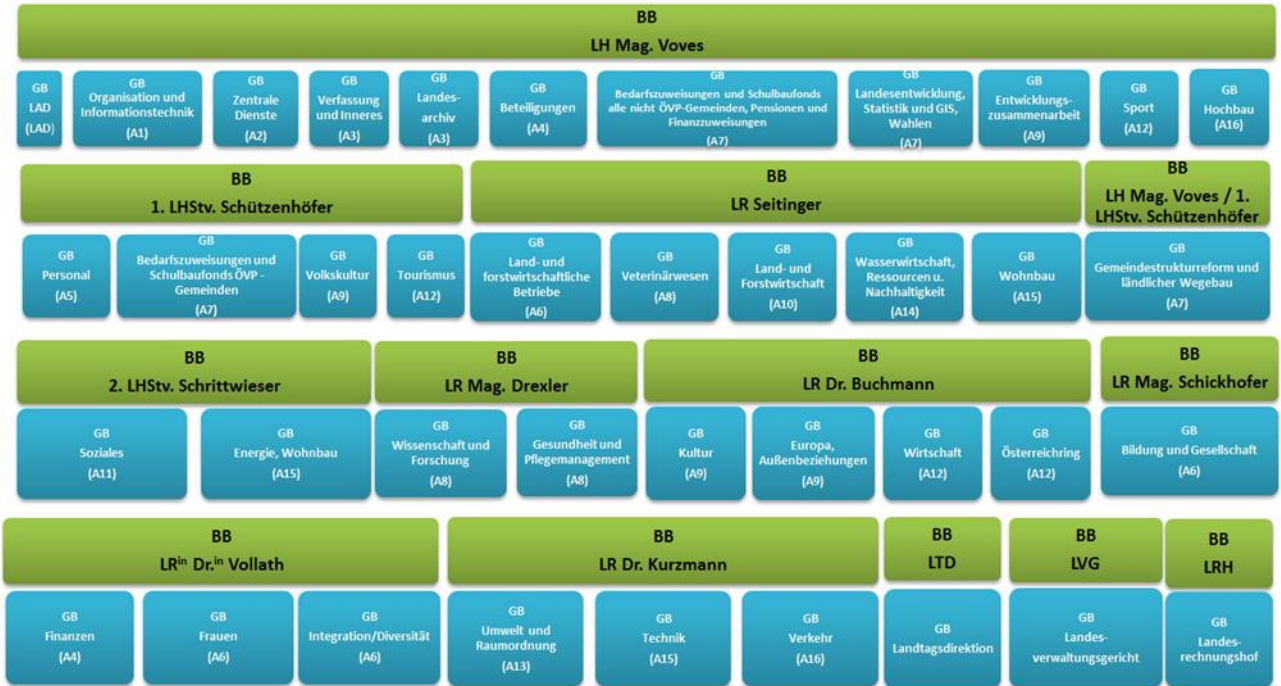 BB
LH Mag. Voves
GB
LAD
(LAD)
GB
Organisation und
Informationstechnik
(A1)
GB
Zentrale
Dienste
(A2)
GB
Verfassung
und Inneres
(A3)
GB
Landes-
archiv
(A3)
GB
Beteiligungen
(A4)
GB
Bedarfszuweisungen und Schulbaufonds
alle nicht ÖVP-Gemeinden, Pensionen und
Finanzzuweisungen
(A7)
GB
Landesentwicklung,
Statistik und GIS,
Wahlen
(A7)
GB
Entwicklungs-
zusammenarbeit
(A9)
GB
Sport
(A12)
GB
Hochbau
(A16)
BB
1. LHStv. Schützenhöfer
GB
Personal
(A5)
GB
Bedarfszuweisungen und
Schulbaufonds ÖVP -
Gemeinden
(A7)
GB
Volkskultur
(A9)
GB
Tourismus
(A12)
BB
LR Seitinger
GB
Land- und
forstwirtschaftliche
Betriebe
(A6)
GB
Veterinärwesen
(A8)
GB
Land- und
Forstwirtschaft
(A10)
GB
Wasserwirtschaft,
Ressourcen u.
Nachhaltigkeit
(A14)
GB
Wohnbau
(A15)
BB
LH Mag. Voves / 1.
LHStv. Schützenhöfer
GB
Gemeindestrukturreform und
ländlicher Wegebau
(A7)
BB
2. LHStv. Schrittwieser
GB
Soziales
(A11)
GB
Energie, Wohnbau
(A15)
BB
LR Mag. Drexler
GB
Wissenschaft und
Forschung
(A8)
GB
Gesundheit und
Pflegemanagement
(A8)
BB
LR Dr. Buchmann
GB
Kultur
(A9)
GB
Europa,
Außenbeziehungen
(A9)
GB
Wirtschaft
(A12)
GB
Österreichring
(A12)
BB
LR Mag. Schickhofer
GB
Bildung und Gesellschaft
(A6)
BB
LRin Dr.in Vollath
GB
Finanzen
(A4)
GB
Frauen
(A6)
GB
Integration/Diversität
(A6)
BB
LR Dr. Kurzmann
GB
Umwelt und
Raumordnung
(A13)
GB
Technik
(A15)
GB
Verkehr
(A16)
BB
LTD
GB
Landtagsdirektion
BB
LVG
GB
Landes-
verwaltungsgericht
BB
LRH
GB
Landes-
rechnungshof